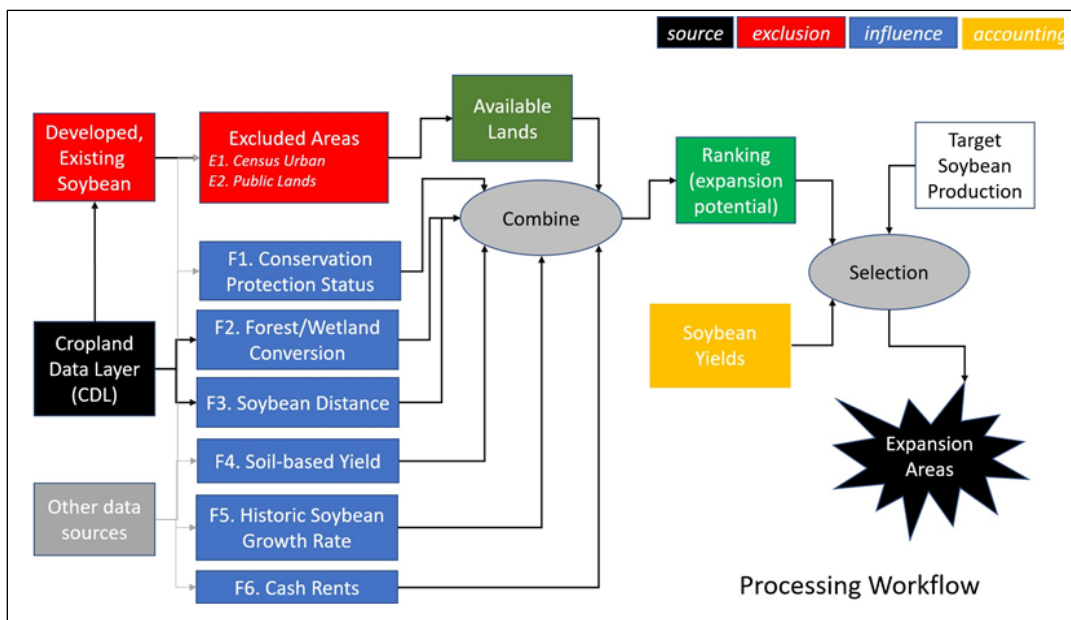 source exclusion influence accounting
Developed,
Existing
Soybean
Excluded Areas
E1. Census Urban
E2. Public Lands
Available
Lands
Ranking
(expansion
potential)
Target
Soybean
Production
Combine
Selection
F1. Conservation
Protection Status
Cropland
Data Layer
(CDL)
F2. Forest/Wetland
Conversion
F3. Soybean Distance
Soybean
Yields
F4. Soil-based Yield
Expansion
Areas
Other data
sources
F5. Historic Soybean
Growth Rate
F6. Cash Rents
Processing Workflow